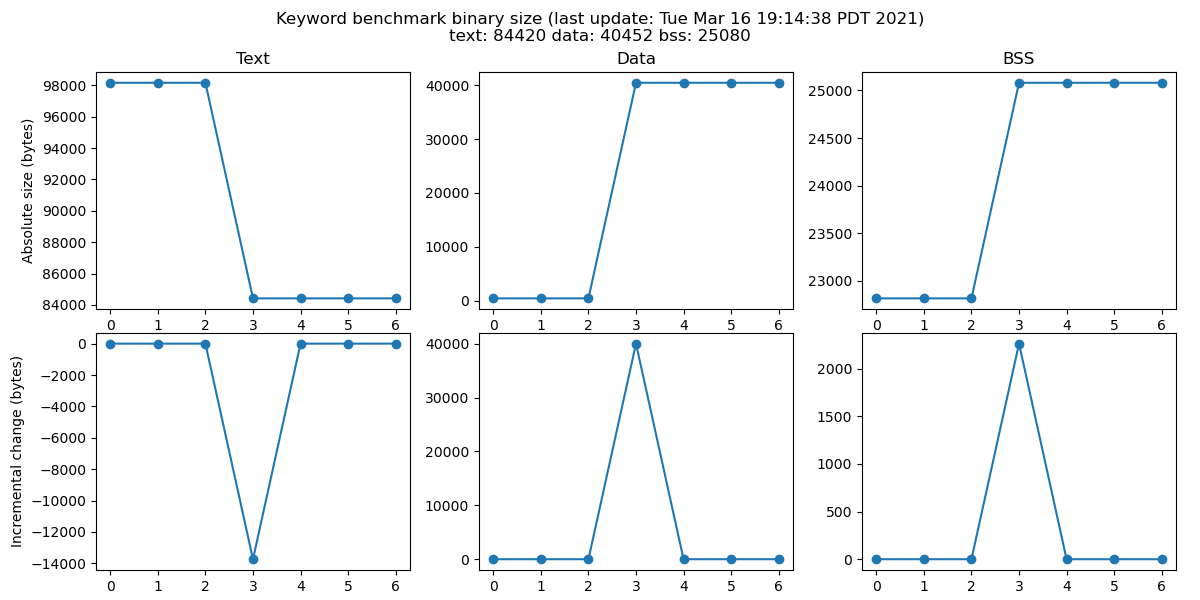 Keyword benchmark binary size (last update: Tue Mar 16 19:14:38 PDT 2021)
text: 84420 data: 40452 bss: 25080
Text
Data
BSS
Absolute size (bytes)
98000
96000
94000
92000
90000
88000
86000
84000
0 1 2 3 4 5 6
40000
30000
20000
10000
0
0 1 2 3 4 5 6
25000
24500
24000
23500
23000
0 1 2 3 4 5 6
Incremental change (bytes)
0
−2000
−4000
−6000
−8000
−10000
−12000
−14000
0 1 2 3 4 5 6
40000
30000
20000
10000
0
0 1 2 3 4 5 6
2000
1500
1000
500
0
0 1 2 3 4 5 6